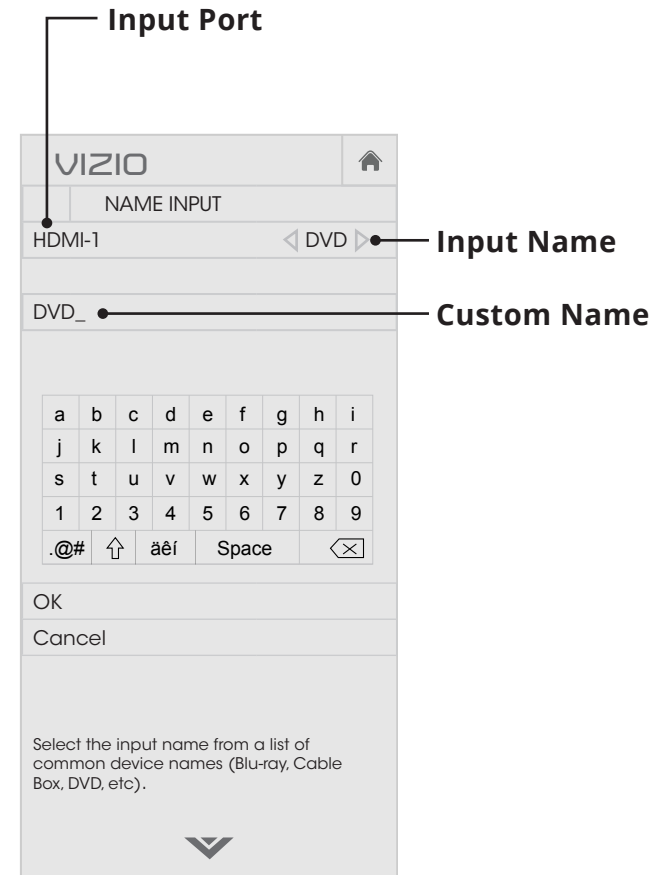 Input Port
VIZIO
NAME INPUT
HDMI-1 DVD
Input Name
DVD_
Custom Name
a b c d e f g h i
j k l m n o p q r
s t u v w x y z 0
1 2 3 4 5 6 7 8 9
.@# äêí Space
OK
Cancel
Select the input name from a list of
common device names (Blu-ray, Cable
Box, DVD, etc).